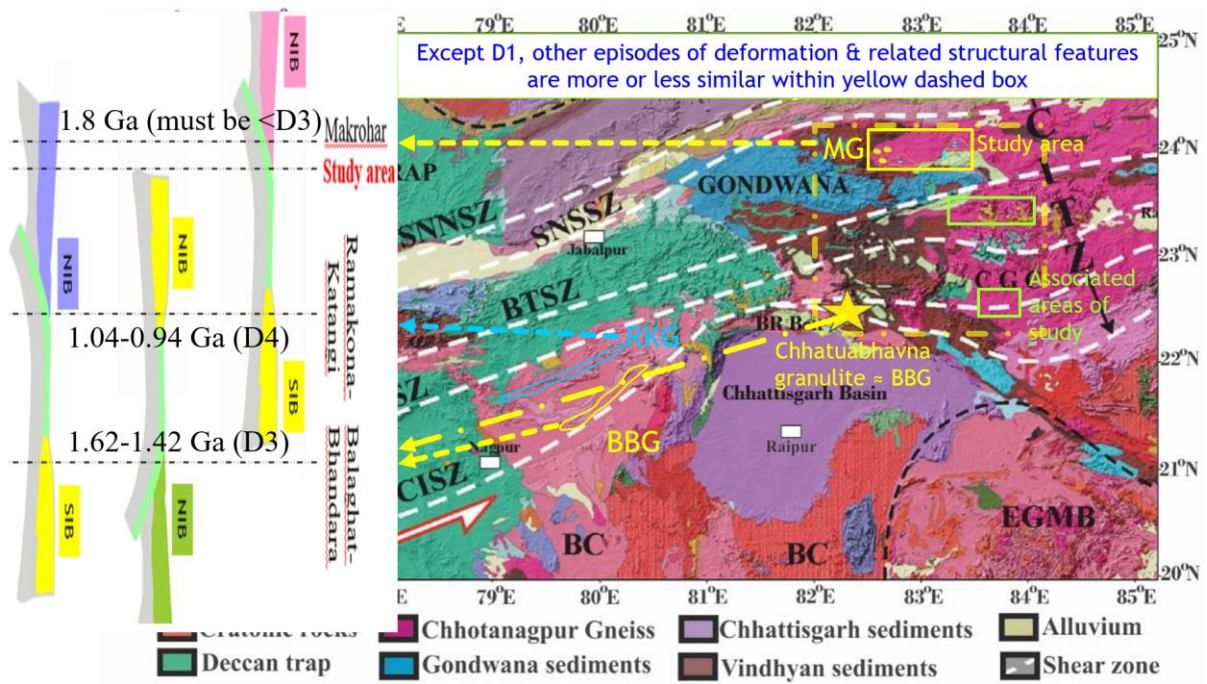 79°E
80°E
81°E
82°E
83°E
84°E
85°E
25°N
Except D1, other episodes of deformation & related structural features
are more or less similar within yellow dashed box
NIB
1.8 Ga (must be <D3)
Makrohar
Study area
NIB
NIB
Ramakona-
Katangi
1.04-0.94 Ga (D4)
SIB
1.62-1.42 Ga (D3)
Balaghat-
Bhandara
SIB
NIB
C
I
T
Z
MG
Study area
24°N
RAP
GONDWANA
SNNSZ
SNSSZ
Jabalpur
23°N
BTSZ
C G
Associated
areas of
study
RKG
BR B
22°N
Chhatuabhavna
granulite ≈ BBG
SZ
Chhattisgarh Basin
BBG
Nagpur
Raipur
21°N
CISZ
EGMB
BC
BC
20°N
79°E
80°E
81°E
82°E
83°E
84°E
85°E
Cratonic rocks
Chhotanagpur Gneiss
Chhattisgarh sediments
Alluvium
Deccan trap
Gondwana sediments
Vindhyan sediments
Shear zone